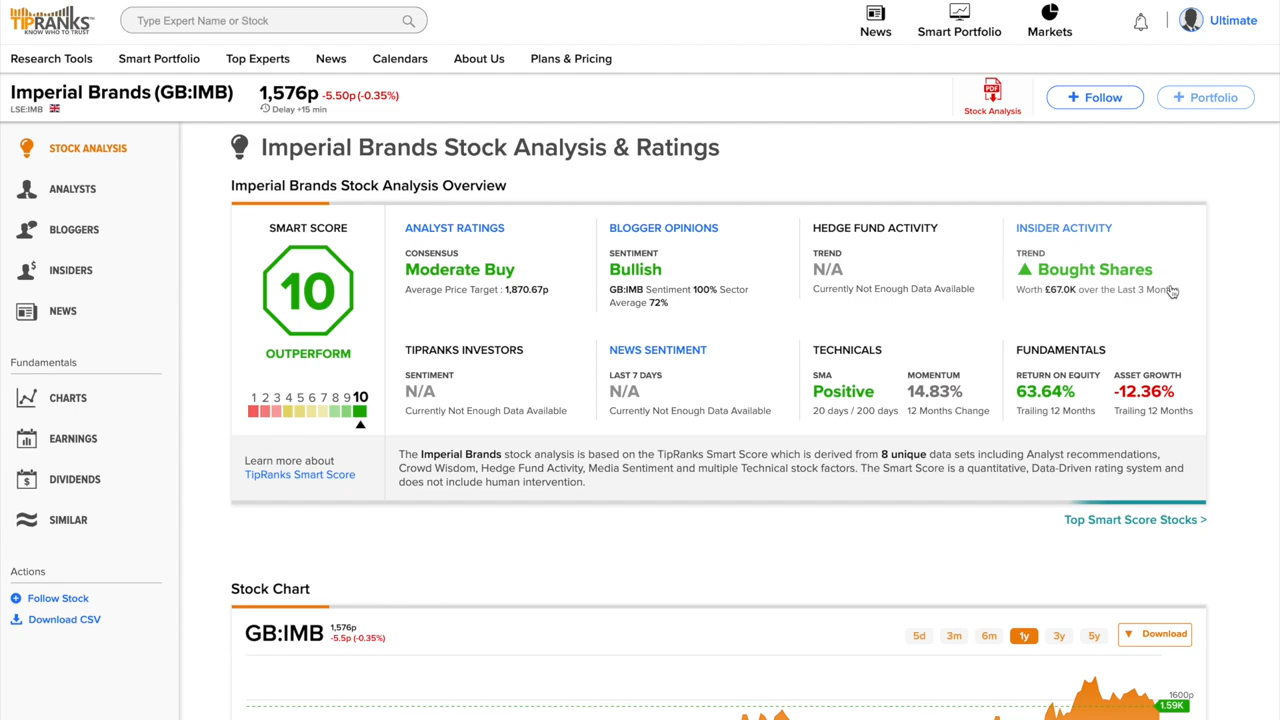 TIPRANKS
KNOW WHO TO TRUST
Type Expert Name or Stock
News
Smart Portfolio
Markets
Ultimate
Research Tools
Smart Portfolio
Top Experts
News
Calendars
About Us
Plans & Pricing
Imperial Brands (GB:IMB)
LSE:IMB
1,576p -5.50p (-0.35%)
Delay +15 min
PDF
Stock Analysis
+ Follow
+ Portfolio
STOCK ANALYSIS
ANALYSTS
BLOGGERS
INSIDERS
NEWS
Fundamentals
CHARTS
EARNINGS
DIVIDENDS
SIMILAR
Actions
Follow Stock
Download CSV
Imperial Brands Stock Analysis & Ratings
Imperial Brands Stock Analysis Overview
SMART SCORE
10
OUTPERFORM
1 2 3 4 5 6 7 8 9 10
Learn more about
TipRanks Smart Score
ANALYST RATINGS
CONSENSUS
Moderate Buy
Average Price Target : 1,870.67p
BLOGGER OPINIONS
SENTIMENT
Bullish
GB:IMB Sentiment 100% Sector
Average 72%
HEDGE FUND ACTIVITY
TREND
N/A
Currently Not Enough Data Available
INSIDER ACTIVITY
TREND
Bought Shares
Worth £67.0K over the Last 3
TIPRANKS INVESTORS
SENTIMENT
N/A
Currently Not Enough Data Available
NEWS SENTIMENT
LAST 7 DAYS
N/A
Currently Not Enough Data Available
TECHNICALS
SMA
Positive
20 days / 200 days
MOMENTUM
14.83%
12 Months Change
FUNDAMENTALS
RETURN ON EQUITY
63.64%
Trailing 12 Months
ASSET GROWTH
-12.36%
Trailing 12 Months
The Imperial Brands stock analysis is based on the TipRanks Smart Score which is derived from 8 unique data sets including Analyst recommendations,
Crowd Wisdom, Hedge Fund Activity, Media Sentiment and multiple Technical stock factors. The Smart Score is a quantitative, Data-Driven rating system and
does not include human intervention.
Top Smart Score Stocks >
Stock Chart
GB:IMB
1,576p
-5.5p (-0.35%)
5d
3m
6m
1y
3y
5y
Download
1600p
1.59K